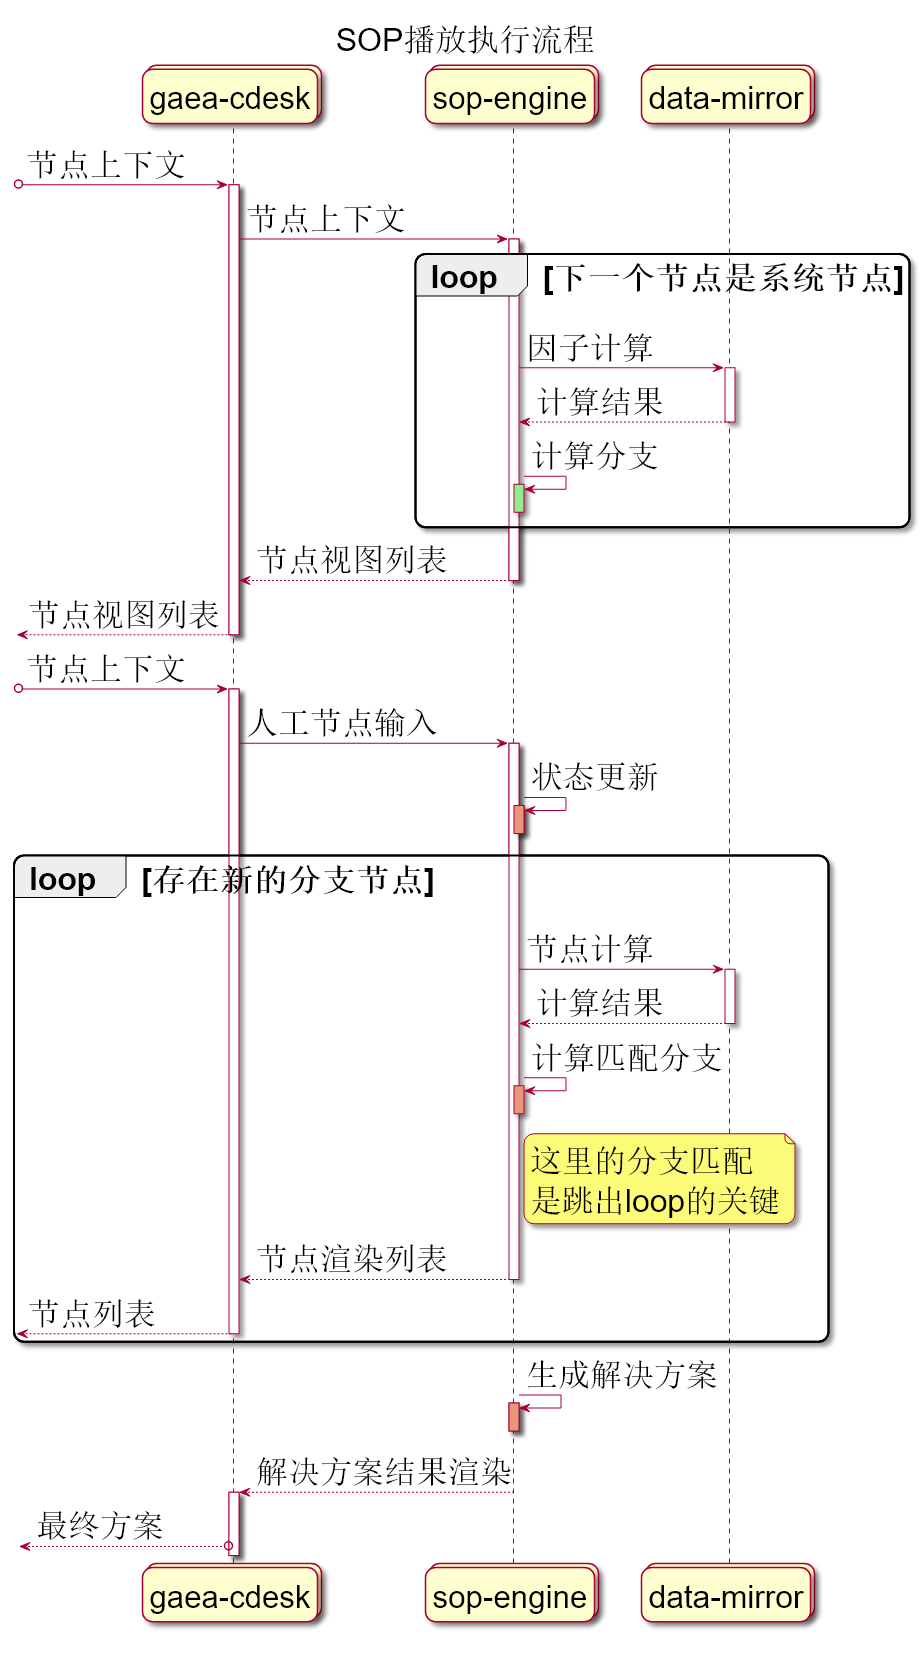 SOP播放执行流程
gaea-cdesk
sop-engine
data-mirror
节点上下文
节点上下文
loop
[下一个节点是系统节点]
因子计算
计算结果
计算分支
节点视图列表
节点视图列表
节点上下文
人工节点输入
状态更新
loop
[存在新的分支节点]
节点计算
计算结果
计算匹配分支
这里的分支匹配
是跳出loop的关键
节点渲染列表
节点列表
生成解决方案
解决方案结果渲染
最终方案
gaea-cdesk
sop-engine
data-mirror